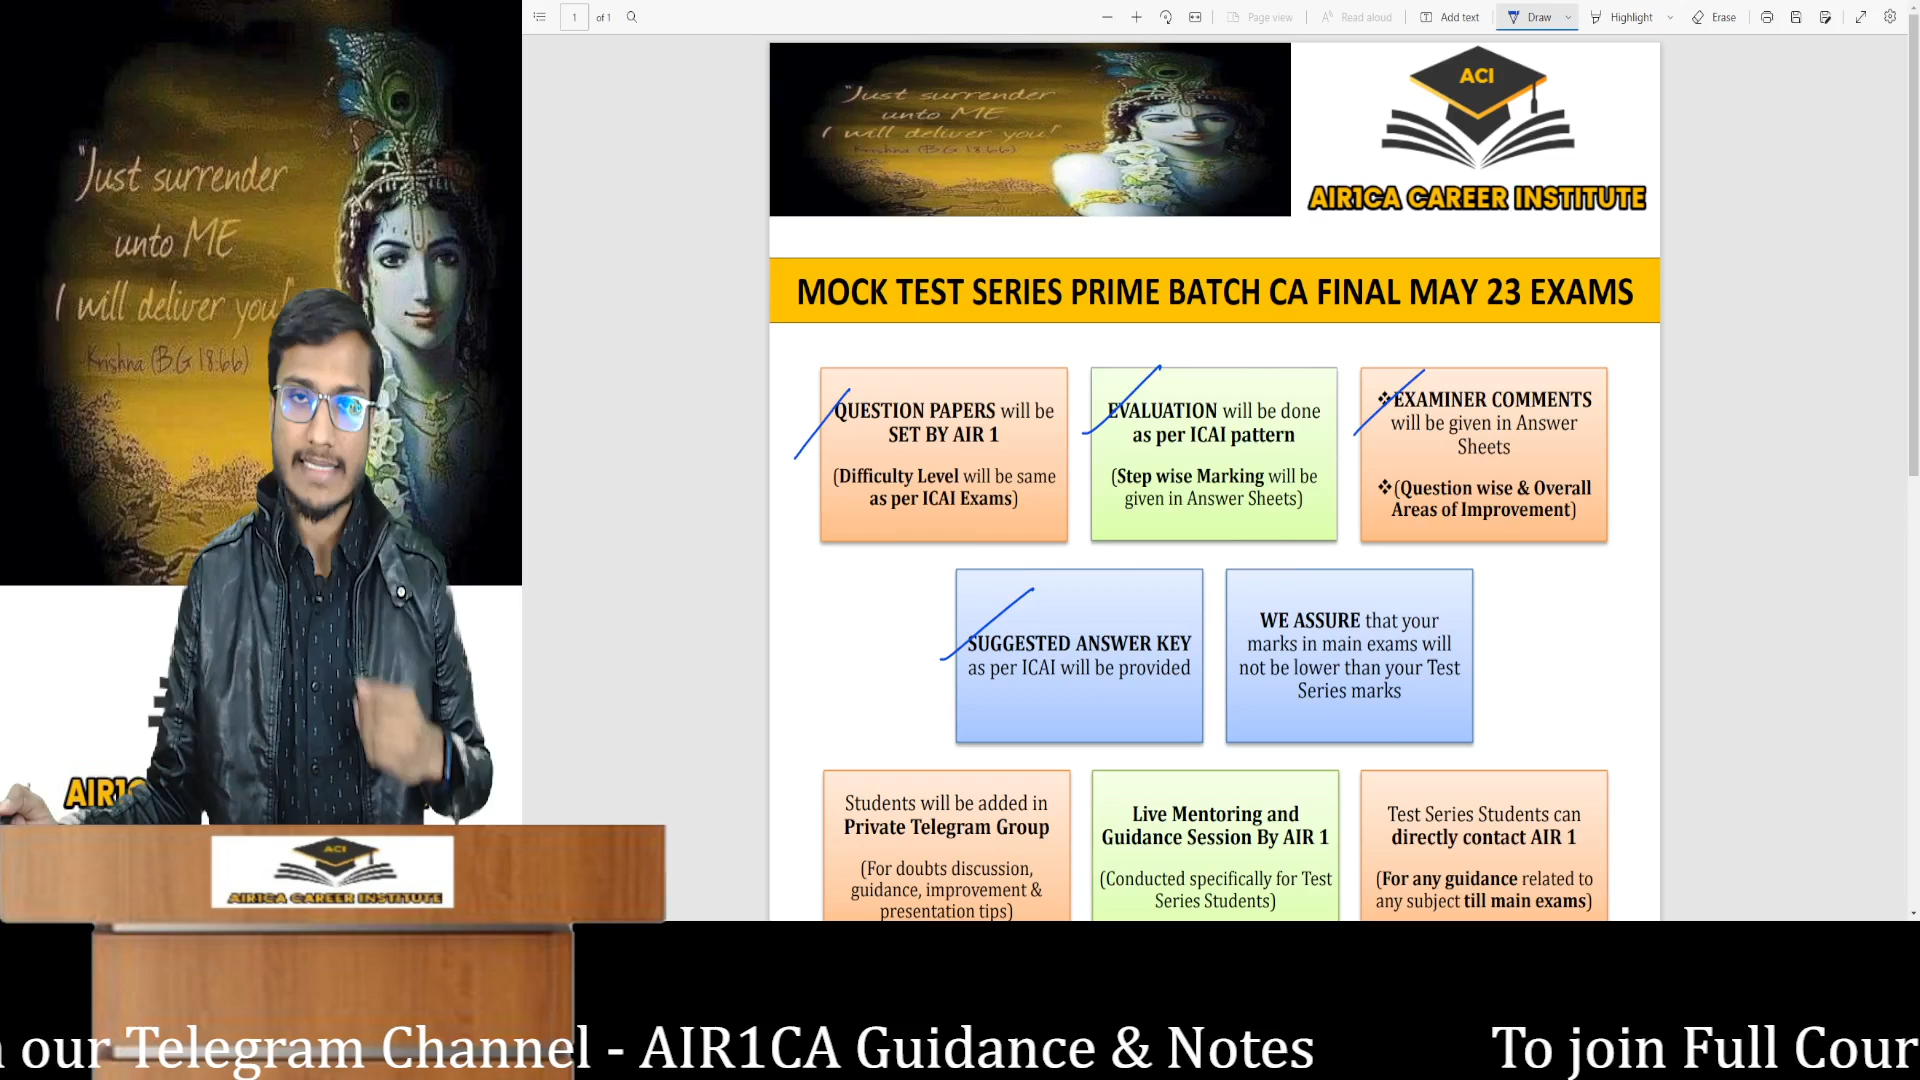 "Just surrender
unto ME
I will deliver you!"
Krishna (B.G 18:66)
AIR1C
ACI
AIR1CA CAREER INSTITUTE
1
of 1
Page view
Read aloud
Add text
Draw
Highlight
Erase
"Just surrender
unto ME
I will deliver you!"
Krishna (B.G 18:66)
ACI
AIR1CA CAREER INSTITUTE
MOCK TEST SERIES PRIME BATCH CA FINAL MAY 23 EXAMS
QUESTION PAPERS will be
SET BY AIR 1
(Difficulty Level will be same
as per ICAI Exams)
EVALUATION will be done
as per ICAI pattern
(Step wise Marking will be
given in Answer Sheets)
❖EXAMINER COMMENTS
will be given in Answer
Sheets
❖(Question wise & Overall
Areas of Improvement)
SUGGESTED ANSWER KEY
as per ICAI will be provided
WE ASSURE that your
marks in main exams will
not be lower than your Test
Series marks
Students will be added in
Private Telegram Group
(For doubts discussion,
guidance, improvement &
presentation tips)
Live Mentoring and
Guidance Session By AIR 1
(Conducted specifically for Test
Series Students)
Test Series Students can
directly contact AIR 1
(For any guidance related to
any subject till main exams)
n our Telegram Channel - AIR1CA Guidance & Notes To join Full Cour